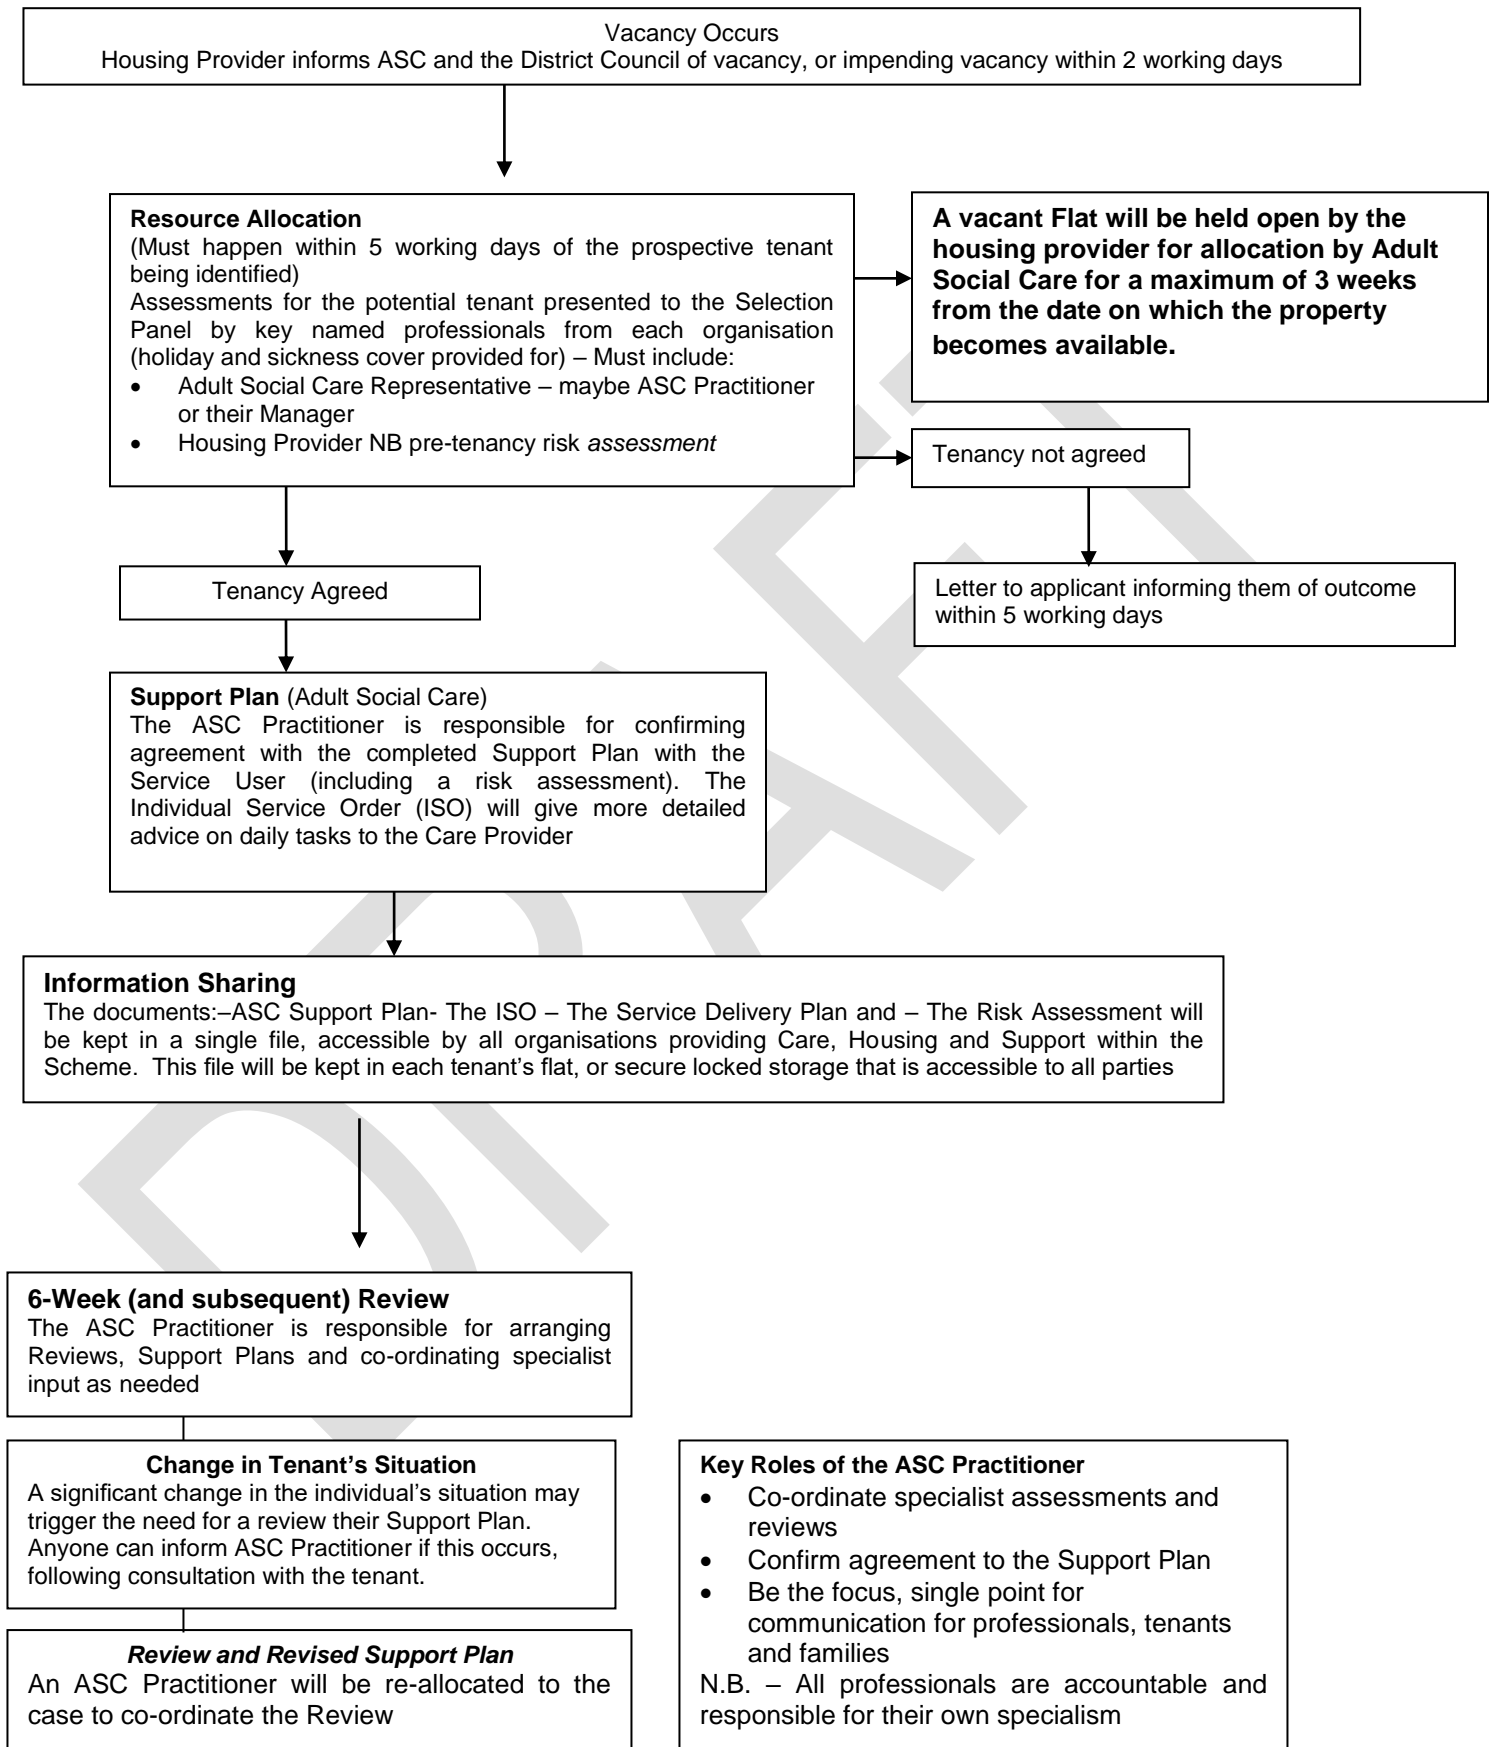 Vacancy Occurs
Housing Provider informs ASC and the District Council of vacancy, or impending vacancy within 2 working days
Resource Allocation
(Must happen within 5 working days of the prospective tenant
being identified)
Assessments for the potential tenant presented to the Selection
Panel by key named professionals from each organisation
(holiday and sickness cover provided for) – Must include:
• Adult Social Care Representative – maybe ASC Practitioner
or their Manager
• Housing Provider NB pre-tenancy risk assessment
A vacant Flat will be held open by the
housing provider for allocation by Adult
Social Care for a maximum of 3 weeks
from the date on which the property
becomes available.
Tenancy not agreed
Letter to applicant informing them of outcome
within 5 working days
Tenancy Agreed
Support Plan (Adult Social Care)
The ASC Practitioner is responsible for confirming
agreement with the completed Support Plan with the
Service User (including a risk assessment). The
Individual Service Order (ISO) will give more detailed
advice on daily tasks to the Care Provider
Information Sharing
The documents:–ASC Support Plan- The ISO – The Service Delivery Plan and – The Risk Assessment will
be kept in a single file, accessible by all organisations providing Care, Housing and Support within the
Scheme. This file will be kept in each tenant's flat, or secure locked storage that is accessible to all parties
6-Week (and subsequent) Review
The ASC Practitioner is responsible for arranging
Reviews, Support Plans and co-ordinating specialist
input as needed
Change in Tenant's Situation
A significant change in the individual's situation may
trigger the need for a review their Support Plan.
Anyone can inform ASC Practitioner if this occurs,
following consultation with the tenant.
Review and Revised Support Plan
An ASC Practitioner will be re-allocated to the
case to co-ordinate the Review
Key Roles of the ASC Practitioner
• Co-ordinate specialist assessments and
reviews
• Confirm agreement to the Support Plan
• Be the focus, single point for
communication for professionals, tenants
and families
N.B. – All professionals are accountable and
responsible for their own specialism
DRAFT